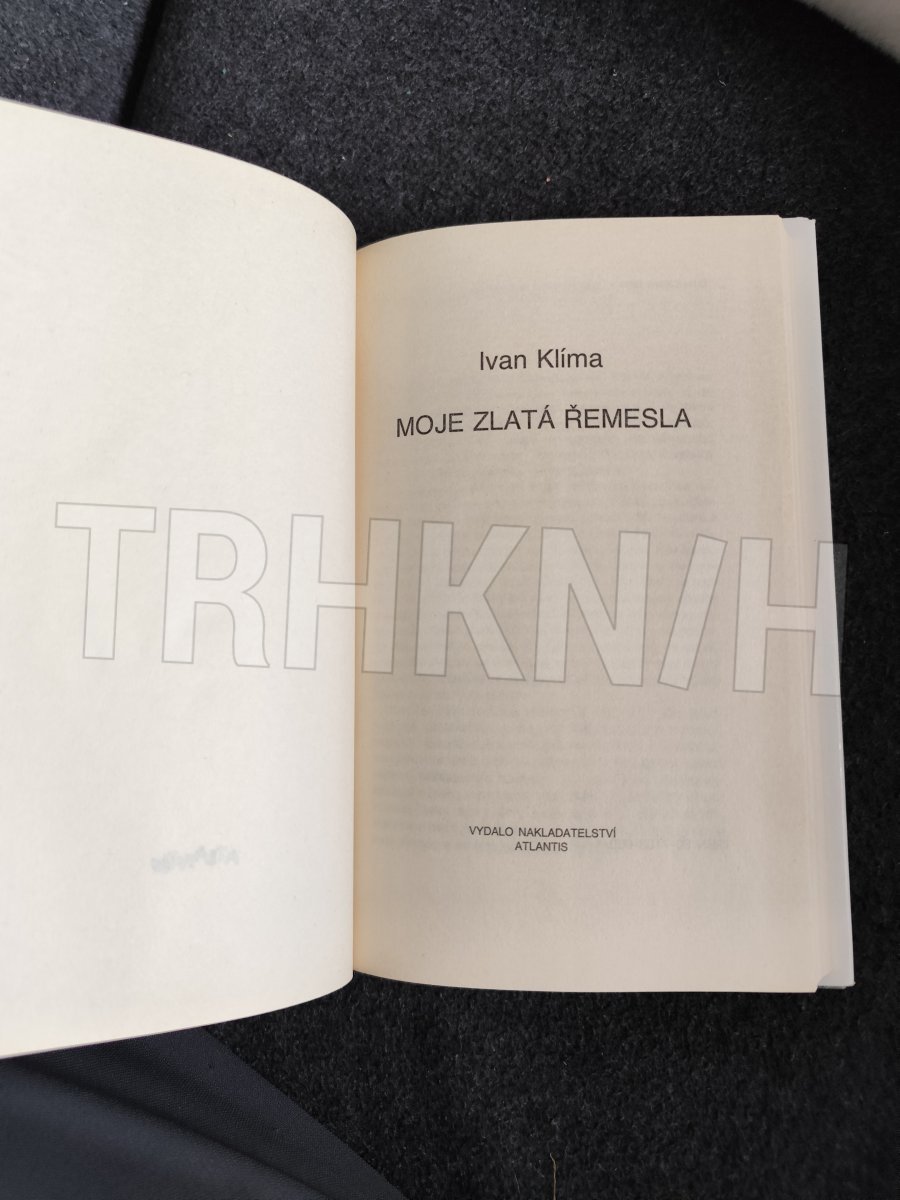 Ivan Klíma
MOJE ZLATÁ ŘEMESLA
TRHKNIH
VYDALO NAKLADATELSTVÍ
ATLANTIS